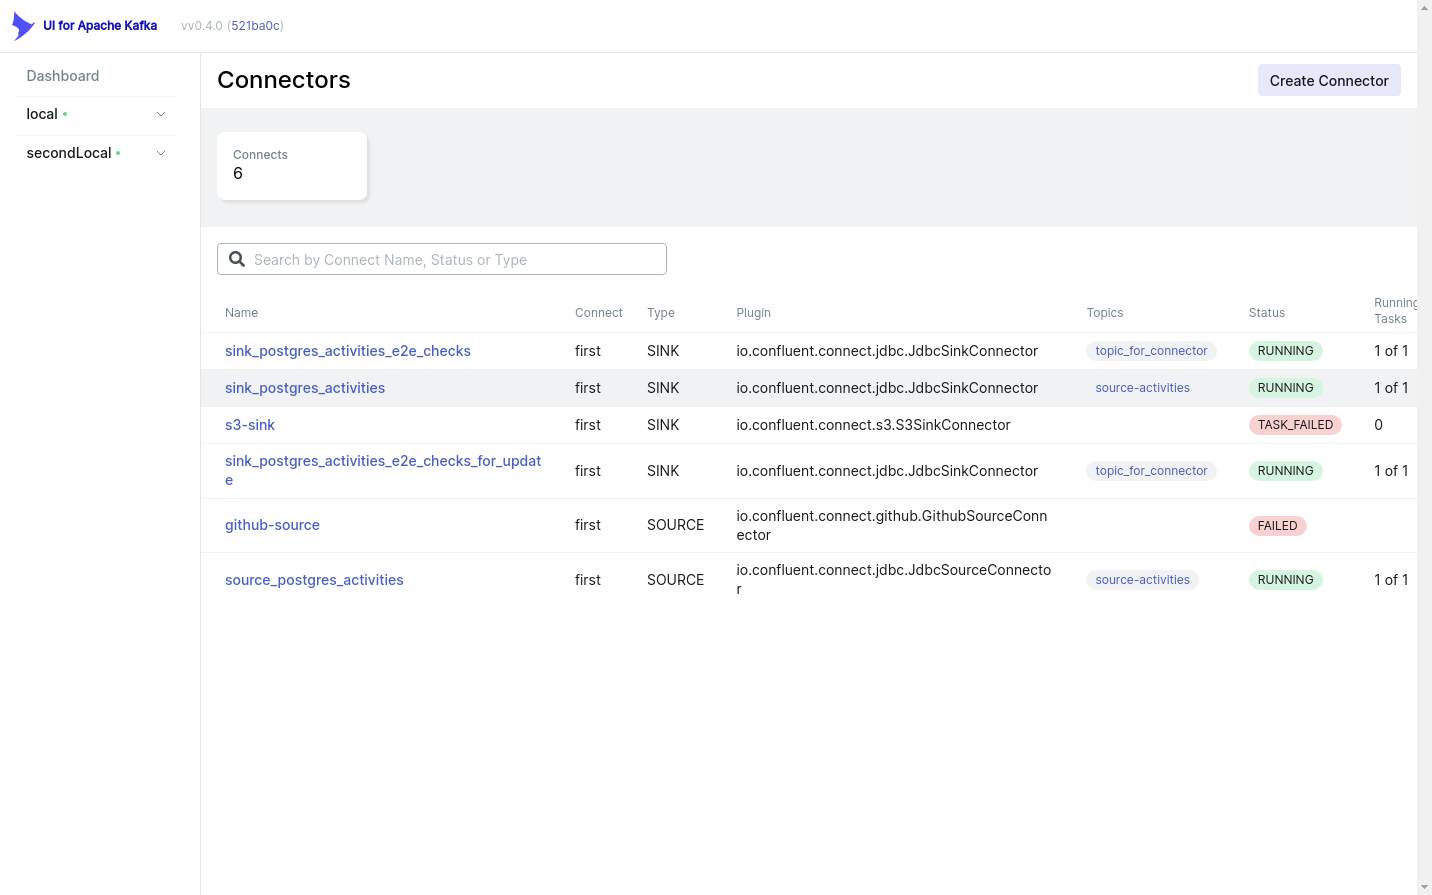 UI for Apache Kafka vv0.4.0 (521ba0c)
Dashboard
local
secondLocal
Connectors
Create Connector
Connects
6
Search by Connect Name, Status or Type
Name Connect Type Plugin Topics Status Running
Tasks
sink_postgres_activities_e2e_checks first SINK io.confluent.connect.jdbc.JdbcSinkConnector topic_for_connector RUNNING 1 of 1
sink_postgres_activities first SINK io.confluent.connect.jdbc.JdbcSinkConnector source-activities RUNNING 1 of 1
s3-sink first SINK io.confluent.connect.s3.S3SinkConnector TASK_FAILED 0
sink_postgres_activities_e2e_checks_for_updat
e first SINK io.confluent.connect.jdbc.JdbcSinkConnector topic_for_connector RUNNING 1 of 1
github-source first SOURCE io.confluent.connect.github.GithubSourceConn
ector FAILED
source_postgres_activities first SOURCE io.confluent.connect.jdbc.JdbcSourceConnecto
r source-activities RUNNING 1 of 1